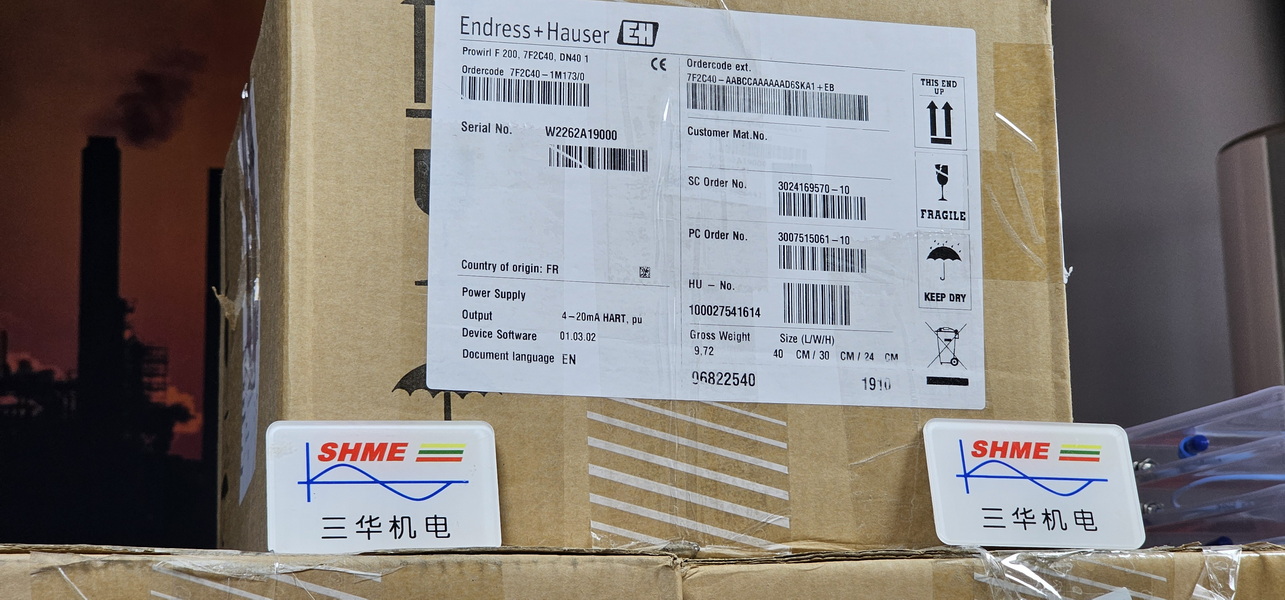 Endress+Hauser EH
Prowirl F 200, 7F2C40, DN40 1
Ordercode 7F2C40-1M173/0
CE
Serial No. W2262A19000
Country of origin: FR
Power Supply
Output 4-20mA HART, pu
Device Software 01.03.02
Document language EN
Ordercode ext.
7F2C40-AABCCAAAAAAD6SKA1+EB
Customer Mat.No.
SC Order No. 3024169570-10
PC Order No. 3007515061-10
HU - No.
100027541614
Gross Weight Size (L/W/H)
9,72 40 CM/30 CM/24 CM
06822540 1910
THIS END
UP
FRAGILE
KEEP DRY
SHME
三华机电
SHME
三华机电